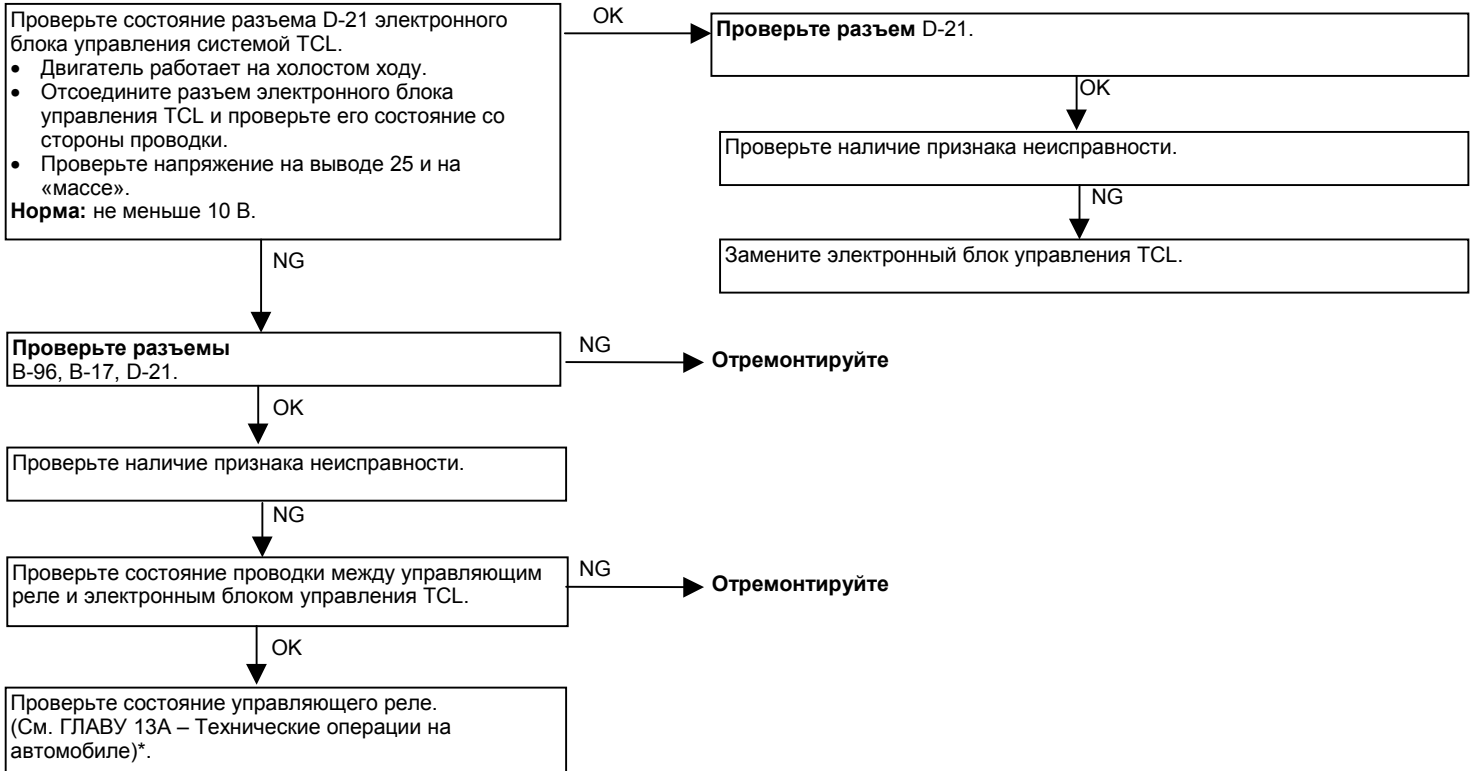 Проверьте состояние разъема D-21 электронного
блока управления системой TCL.
• Двигатель работает на холостом ходу.
• Отсоедините разъем электронного блока
управления TCL и проверьте его состояние со
стороны проводки.
• Проверьте напряжение на выводе 25 и на
«массе».
Норма: не меньше 10 В.
OK
Проверьте разъем D-21.
OK
Проверьте наличие признака неисправности.
NG
Замените электронный блок управления TCL.
NG
Проверьте разъемы
B-96, B-17, D-21.
NG
Отремонтируйте
OK
Проверьте наличие признака неисправности.
NG
Проверьте состояние проводки между управляющим
реле и электронным блоком управления TCL.
NG
Отремонтируйте
OK
Проверьте состояние управляющего реле.
(См. ГЛАВУ 13А – Технические операции на
автомобиле)*.